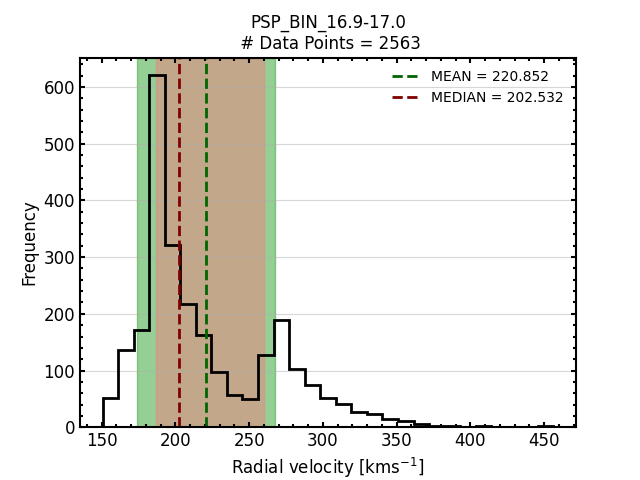 PSP_BIN_16.9-17.0
# Data Points = 2563
MEAN = 220.852
MEDIAN = 202.532
Frequency
600
500
400
300
200
100
0
150 200 250 300 350 400 450
Radial velocity [kms⁻¹]